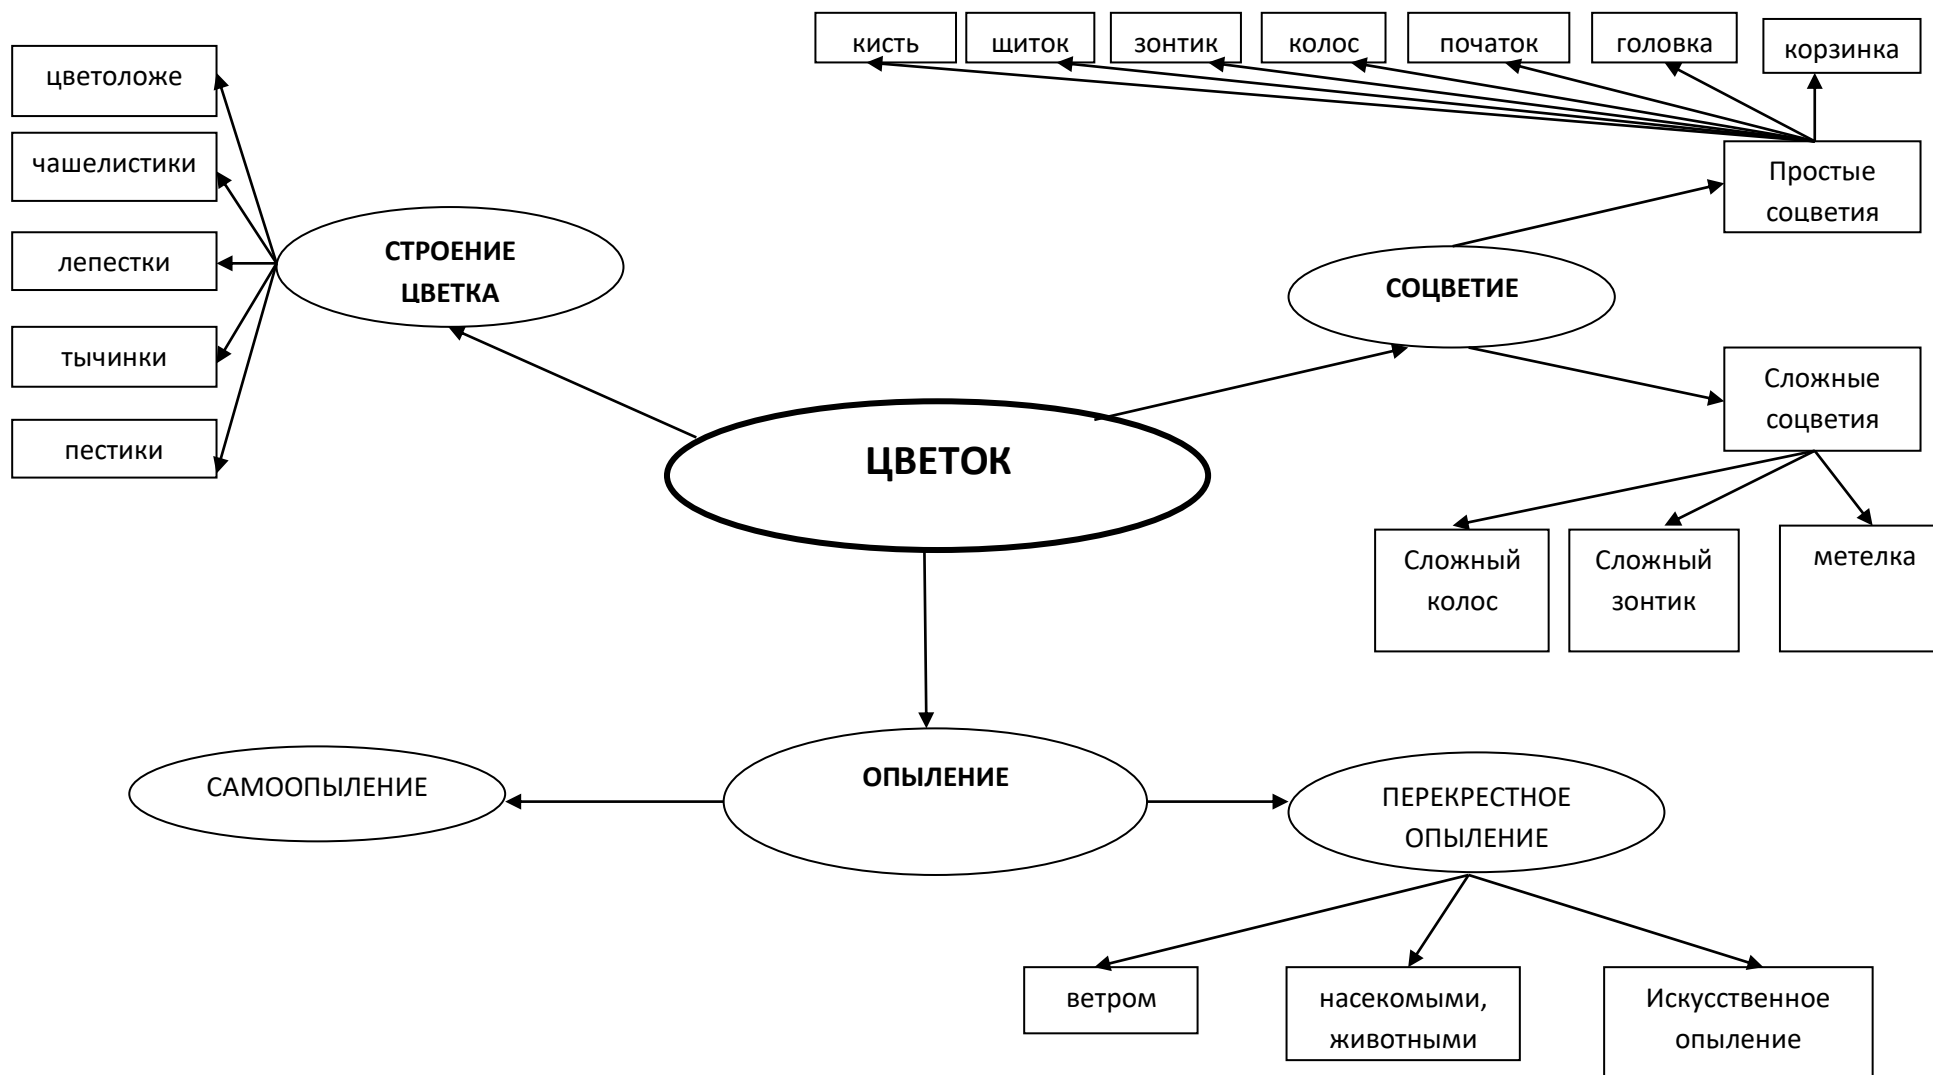 кисть
щиток
зонтик
колос
початок
головка
корзинка
цветоложе
чашелистики
лепестки
тычинки
пестики
СТРОЕНИЕ
ЦВЕТКА
Простые
соцветия
СОЦВЕТИЕ
Сложные
соцветия
ЦВЕТОК
Сложный
колос
Сложный
зонтик
метелка
САМООПЫЛЕНИЕ
ОПЫЛЕНИЕ
ПЕРЕКРЕСТНОЕ
ОПЫЛЕНИЕ
ветром
насекомыми,
животными
Искусственное
опыление